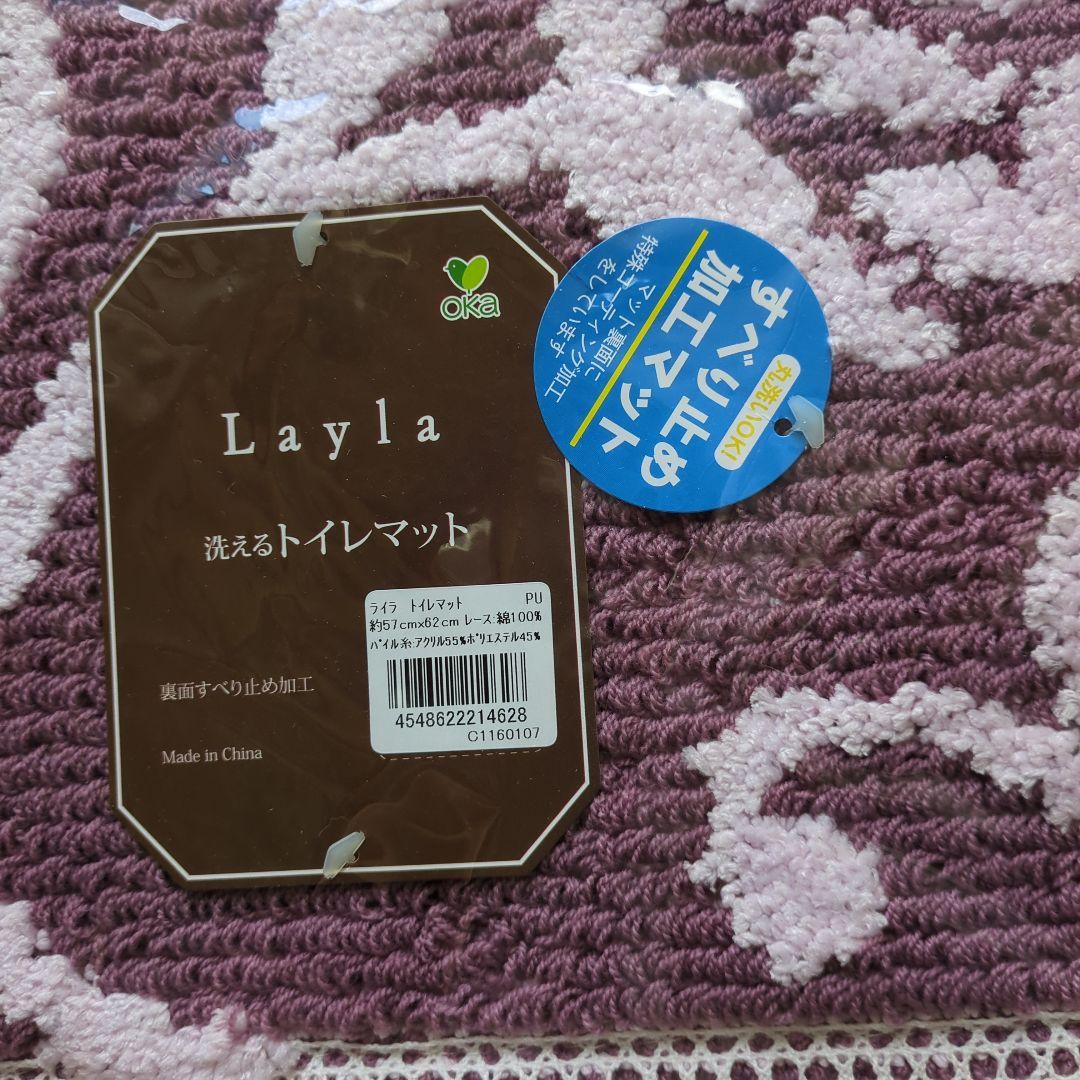 oka
Layla
洗えるトイレマット
ライラ　トイレマット　PU
約57cm×62cm レース:綿100%
ﾊﾟｲﾙ糸:ｱｸﾘﾙ55%ﾎﾟﾘｴｽﾃﾙ45%
4548622214628
C1160107
裏面すべり止め加工
Made in China
丸洗いOK!
すべり止め
加工マット
マット裏面に
特殊コーティング加工
をしています